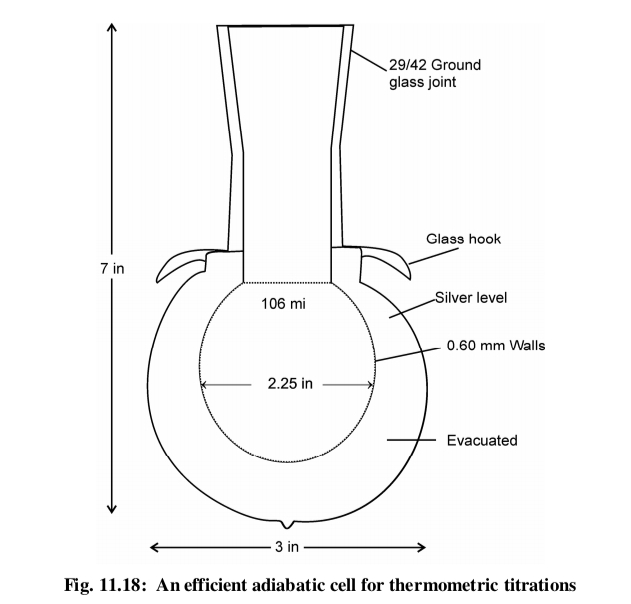 29/42 Ground
glass joint
Glass hook
7 in
Silver level
106 mi
0.60 mm Walls
2.25 in
Evacuated
3 in
Fig. 11.18: An efficient adiabatic cell for thermometric titrations